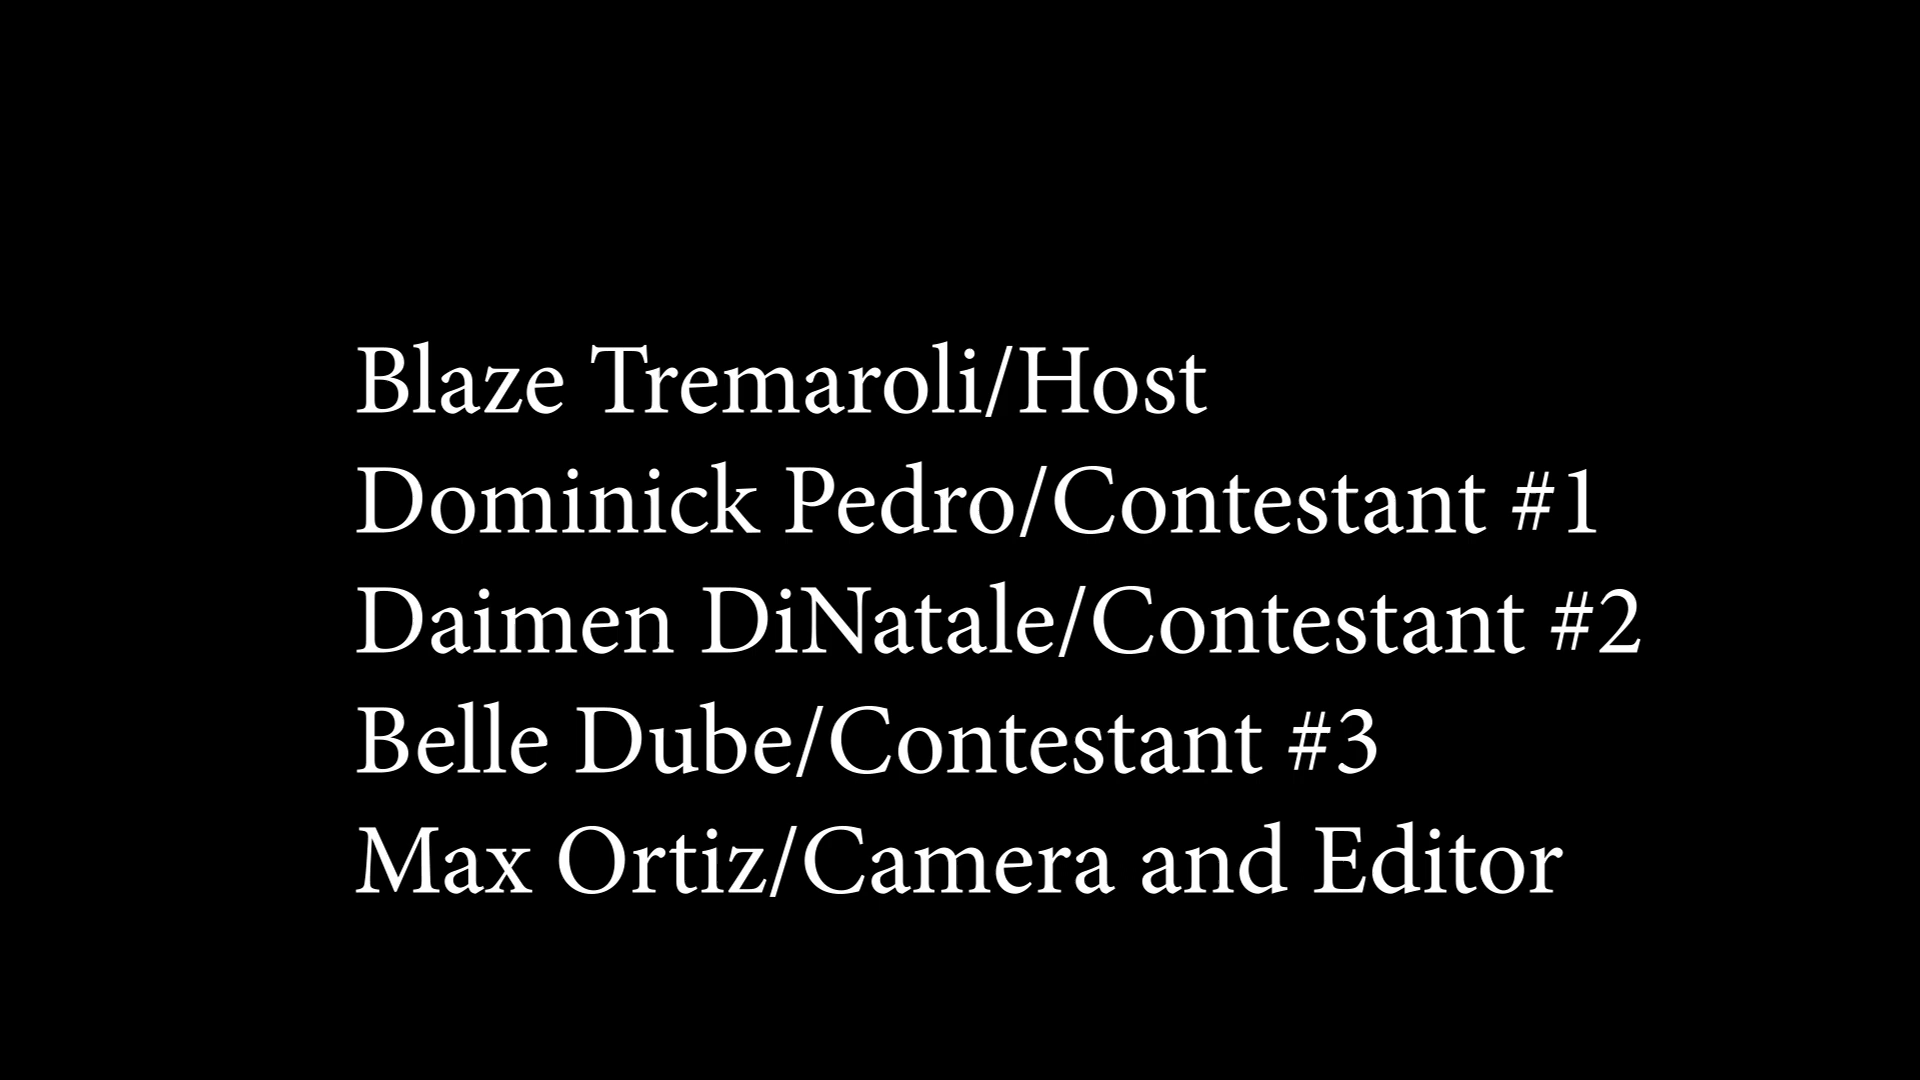 Blaze Tremaroli/Host
Dominick Pedro/Contestant #1
Daimen DiNatale/Contestant #2
Belle Dube/Contestant #3
Max Ortiz/Camera and Editor